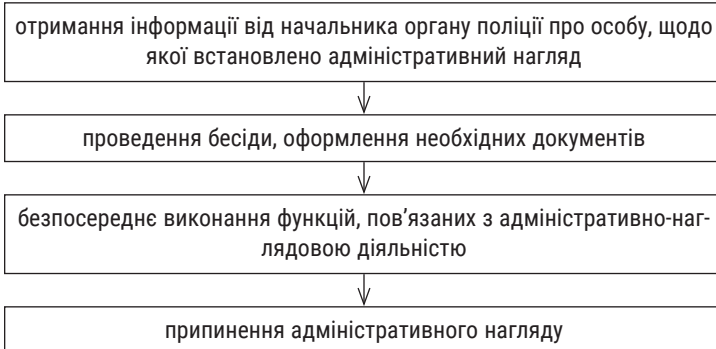 отримання інформації від начальника органу поліції про особу, щодо
якої встановлено адміністративний нагляд
проведення бесіди, оформлення необхідних документів
безпосереднє виконання функцій, пов’язаних з адміністративно-наг-
лядовою діяльністю
припинення адміністративного нагляду